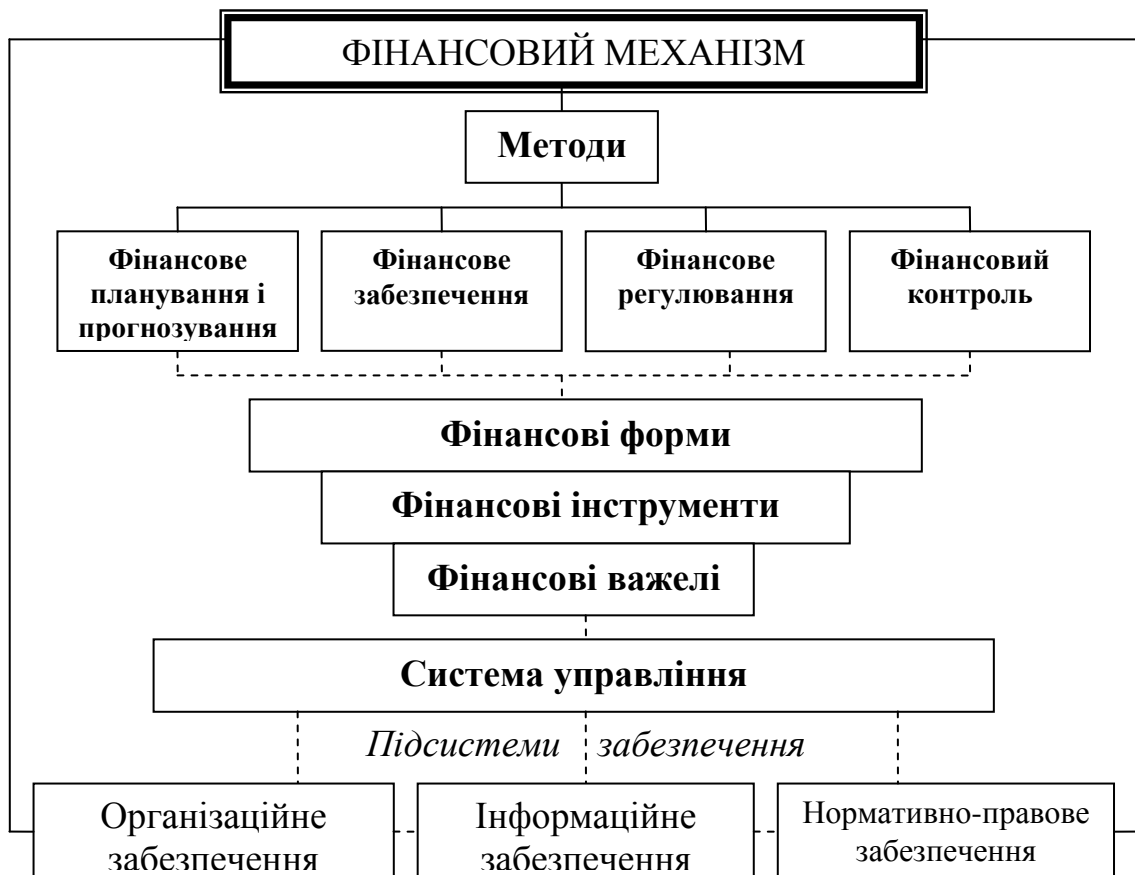 ФІНАНСОВИЙ МЕХАНІЗМ
Методи
Фінансове
планування і
прогнозування
Фінансове
забезпечення
Фінансове
регулювання
Фінансовий
контроль
Фінансові форми
Фінансові інструменти
Фінансові важелі
Система управління
Підсистеми забезпечення
Організаційне
забезпечення
Інформаційне
забезпечення
Нормативно-правове
забезпечення